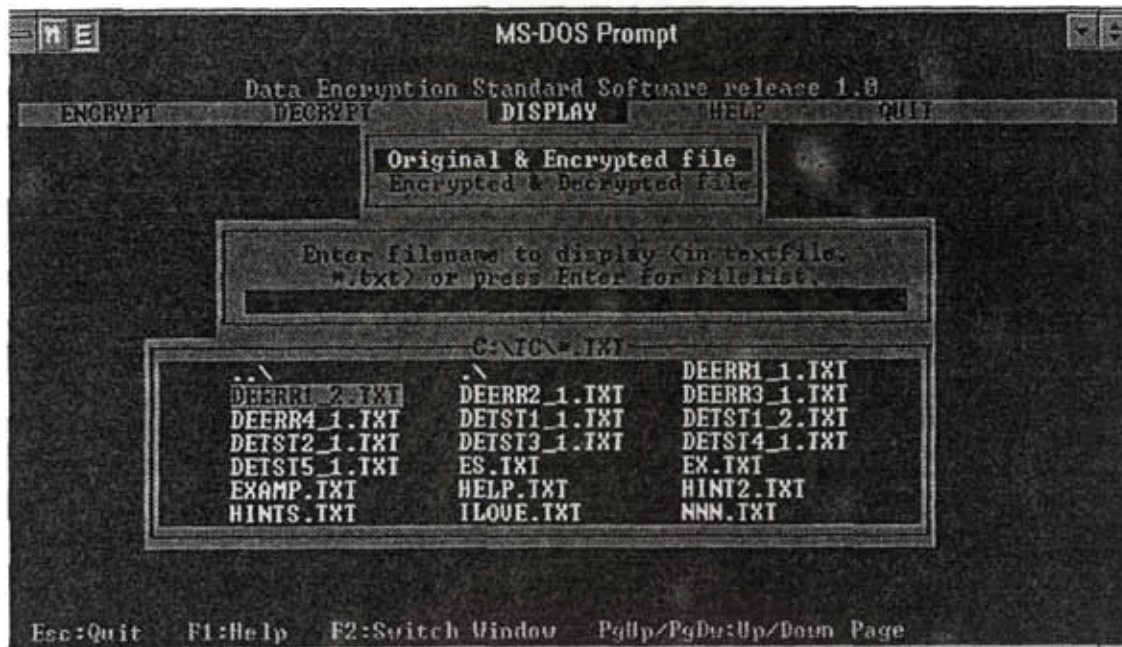 MS-DOS Prompt
Data Encryption Standard Software release 1.0
ENCRYPT DECRYPT DISPLAY HELP QUIT
Original & Encrypted file
Encrypted & Decrypted file
Enter filename to display (in textfile,
*.txt) or press Enter for filelist.
C:\TC\*.TXT
..\ .\ DEERR1_1.TXT
DEERR1_2.TXT DEERR2_1.TXT DEERR3_1.TXT
DEERR4_1.TXT DETST1_1.TXT DETST1_2.TXT
DETST2_1.TXT DETST3_1.TXT DETST4_1.TXT
DETST5_1.TXT ES.TXT EX.TXT
EXAMP.TXT HELP.TXT HINT2.TXT
HINTS.TXT ILOVE.TXT NNN.TXT
Esc:Quit F1:Help F2:Switch Window PgUp/PgDw:Up/Down Page